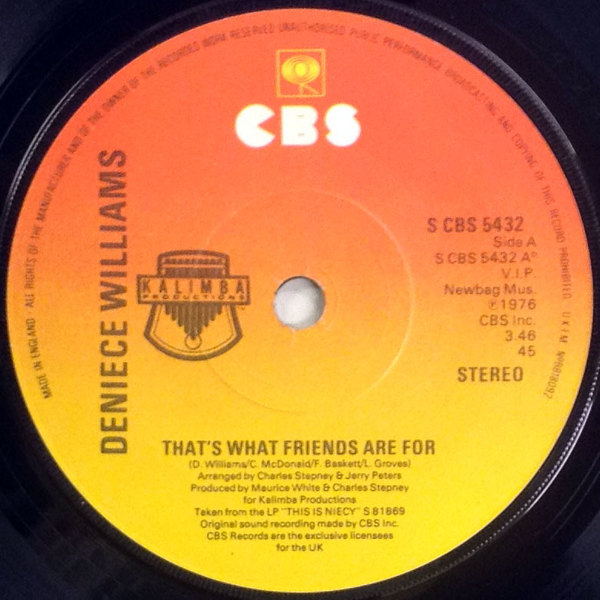 MADE IN ENGLAND · ALL RIGHTS OF THE MANUFACTURER AND OF THE OWNER OF THE RECORDED WORK RESERVED UNAUTHORISED PUBLIC PERFORMANCE BROADCASTING AND COPYING OF THIS RECORD PROHIBITED
CBS
DENIECE WILLIAMS
KALIMBA
PRODUCTIONS
S CBS 5432
Side A
S CBS 5432 A°
V.I.P.
Newbag Mus.
℗ 1976
CBS Inc.
3.46
45
STEREO
THAT'S WHAT FRIENDS ARE FOR
(D. Williams/C. McDonald/F. Baskett/L. Groves)
Arranged by Charles Stepney & Jerry Peters
Produced by Maurice White & Charles Stepney
for Kalimba Productions
Taken from the LP "THIS IS NIECY" S 81869
Original sound recording made by CBS Inc.
CBS Records are the exclusive licensees
for the UK